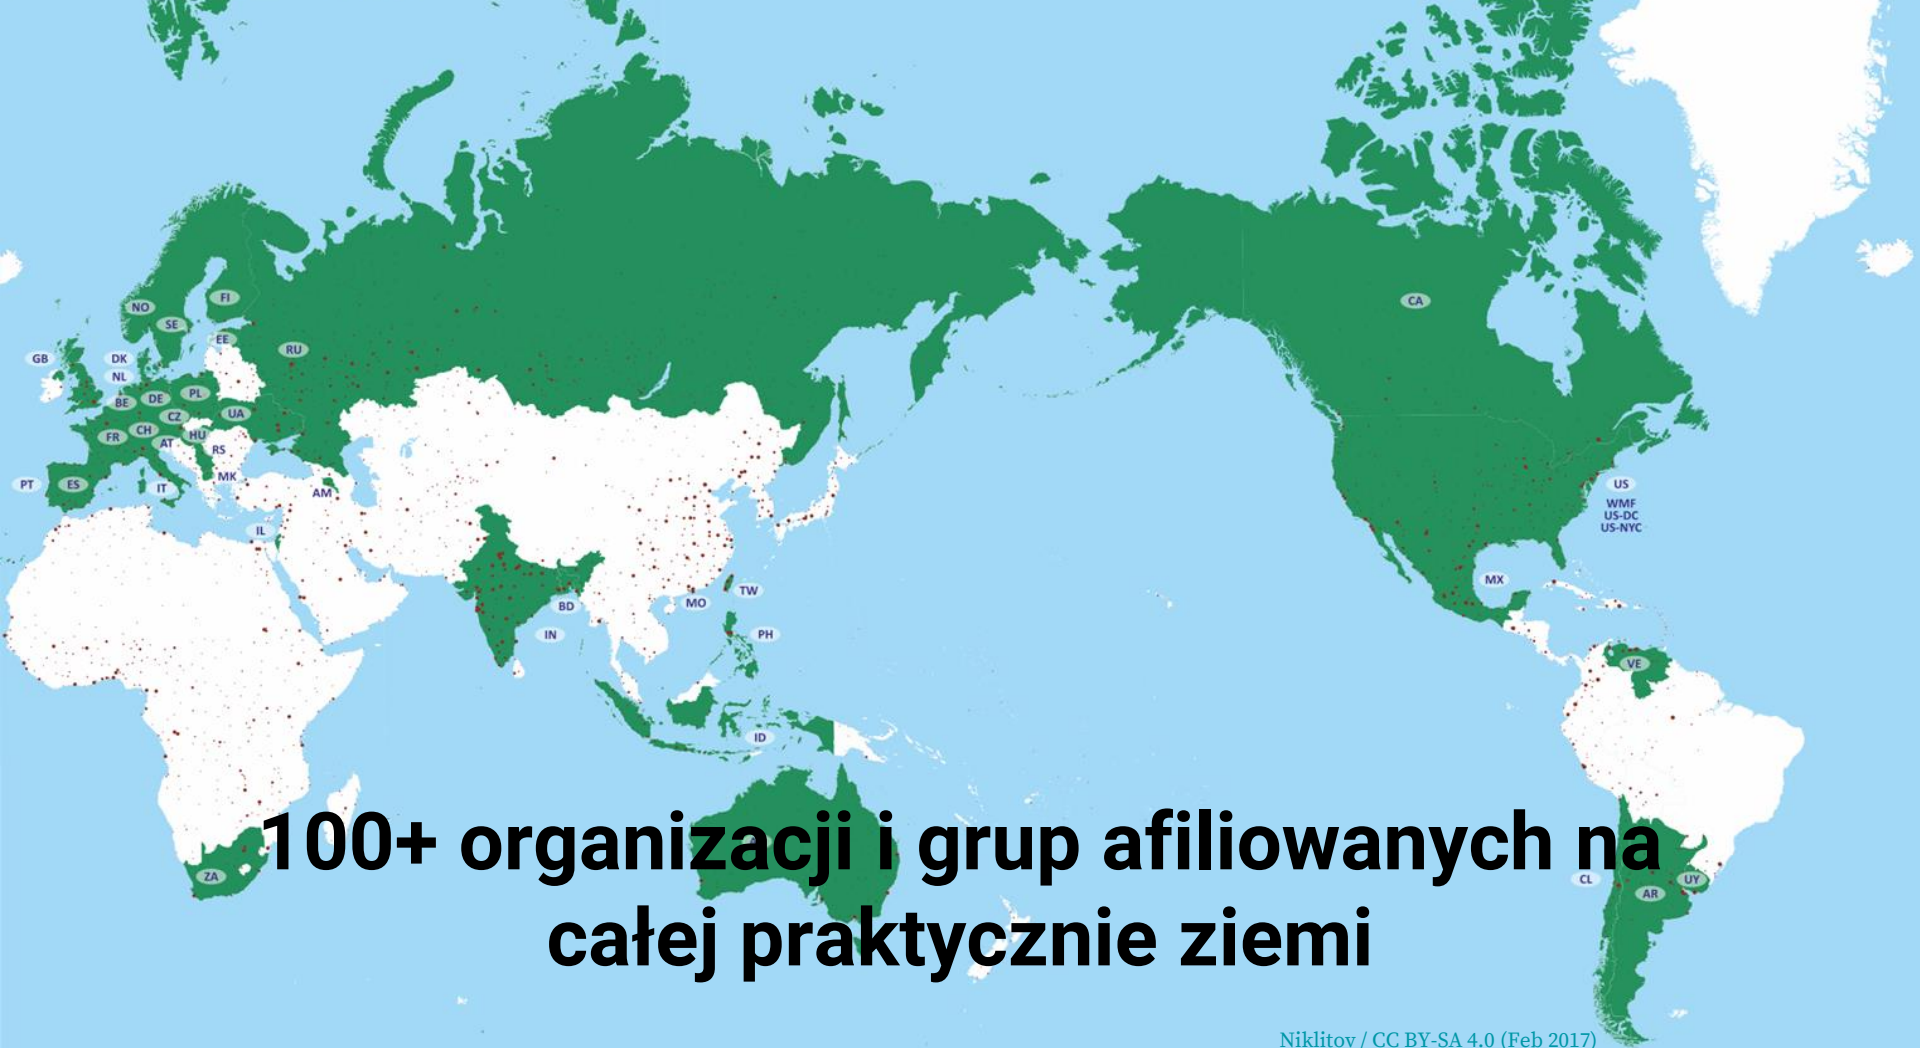 NO
FI
SE
EE
RU
GB
DK
NL
BE
DE
PL
CZ
UA
FR
CH
AT
HU
RS
MK
PT
ES
IT
AM
IL
CA
US
WMF
US-DC
US-NYC
MX
BD
IN
MO
TW
PH
ID
VE
ZA
CL
AR
UY
100+ organizacji i grup afiliowanych na
całej praktycznie ziemi
Niklitov / CC BY-SA 4.0 (Feb 2017)